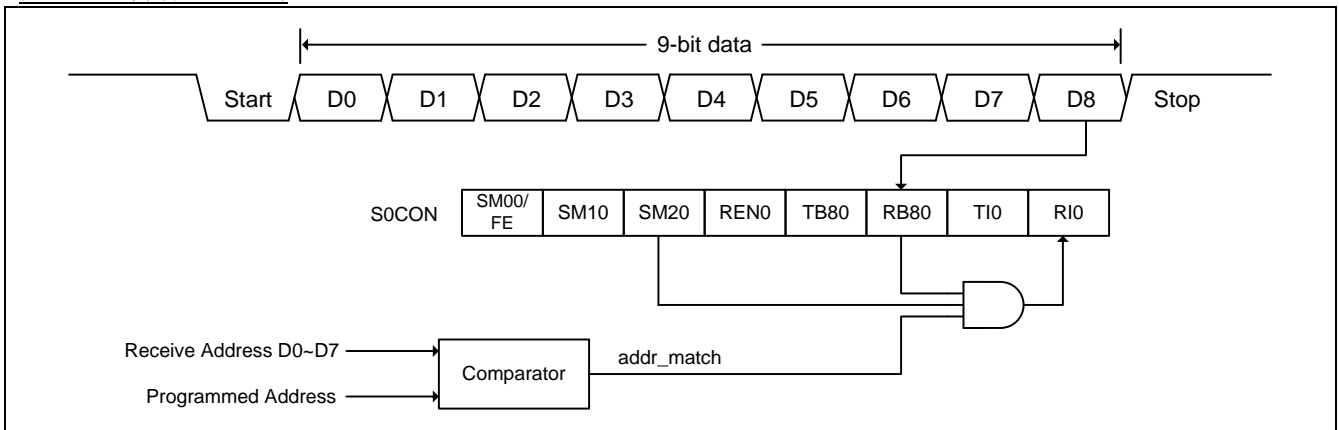 9-bit data
Start D0 D1 D2 D3 D4 D5 D6 D7 D8 Stop
S0CON SM00/ FE SM10 SM20 REN0 TB80 RB80 TI0 RI0
Receive Address D0~D7
addr_match
Comparator
Programmed Address